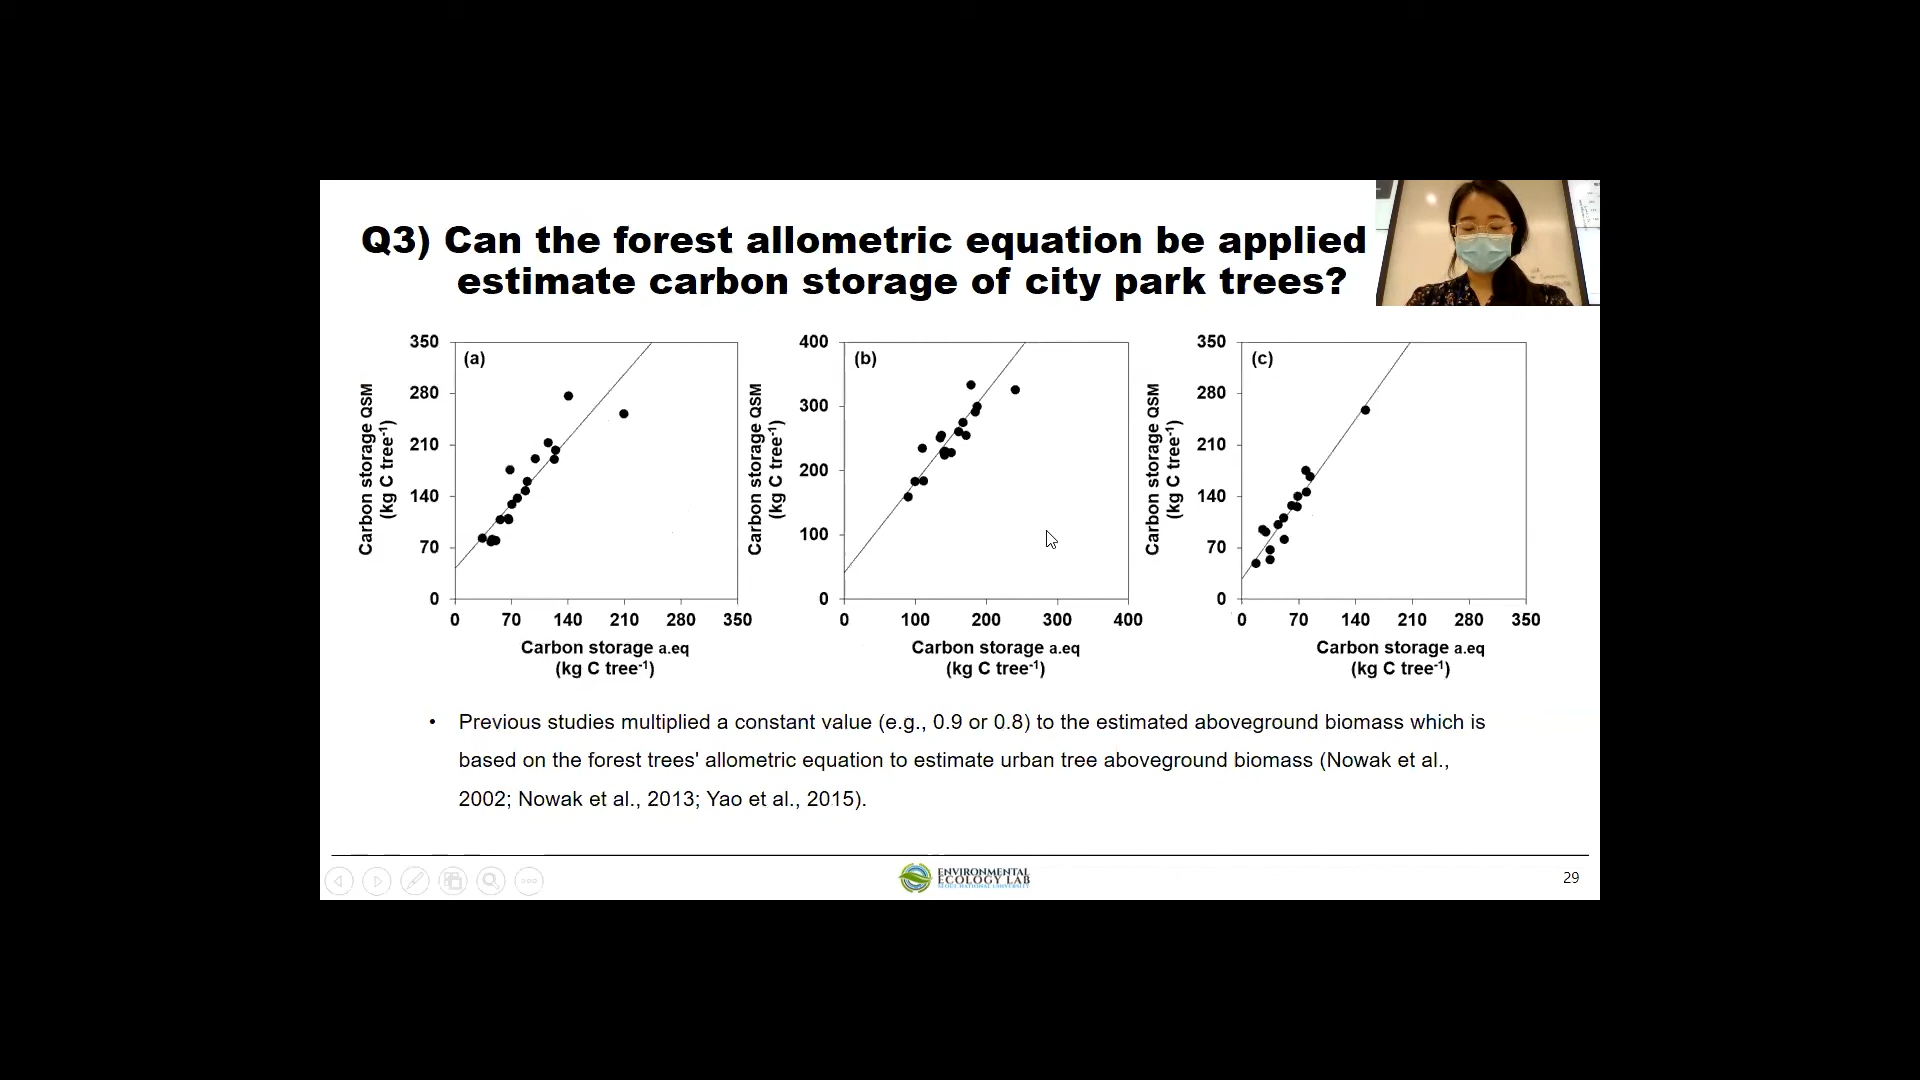 Q3) Can the forest allometric equation be applied
estimate carbon storage of city park trees?
350
280
210
140
70
0
(a)
Carbon storage QSM
(kg C tree-1)
0 70 140 210 280 350
Carbon storage a.eq
(kg C tree-1)
400
300
200
100
0
(b)
Carbon storage QSM
(kg C tree-1)
0 100 200 300 400
Carbon storage a.eq
(kg C tree-1)
350
280
210
140
70
0
(c)
Carbon storage QSM
(kg C tree-1)
0 70 140 210 280 350
Carbon storage a.eq
(kg C tree-1)
• Previous studies multiplied a constant value (e.g., 0.9 or 0.8) to the estimated aboveground biomass which is
based on the forest trees' allometric equation to estimate urban tree aboveground biomass (Nowak et al.,
2002; Nowak et al., 2013; Yao et al., 2015).
ENVIRONMENTAL
ECOLOGY LAB
SEOUL NATIONAL UNIVERSITY
29